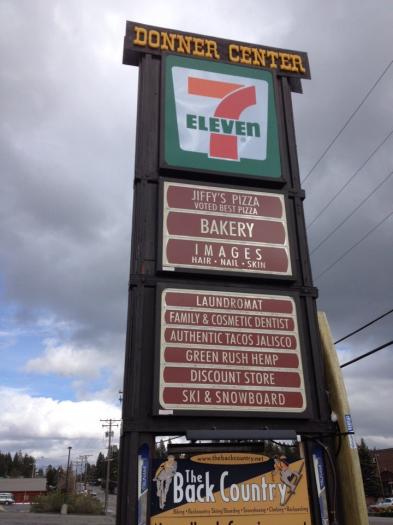 DONNER CENTER
7
ELEVEN
JIFFY'S PIZZA
VOTED BEST PIZZA
BAKERY
IMAGES
HAIR • NAIL • SKIN
LAUNDROMAT
FAMILY & COSMETIC DENTIST
AUTHENTIC TACOS JALISCO
GREEN RUSH HEMP
DISCOUNT STORE
SKI & SNOWBOARD
www.thebackcountry.net
The
Back Country